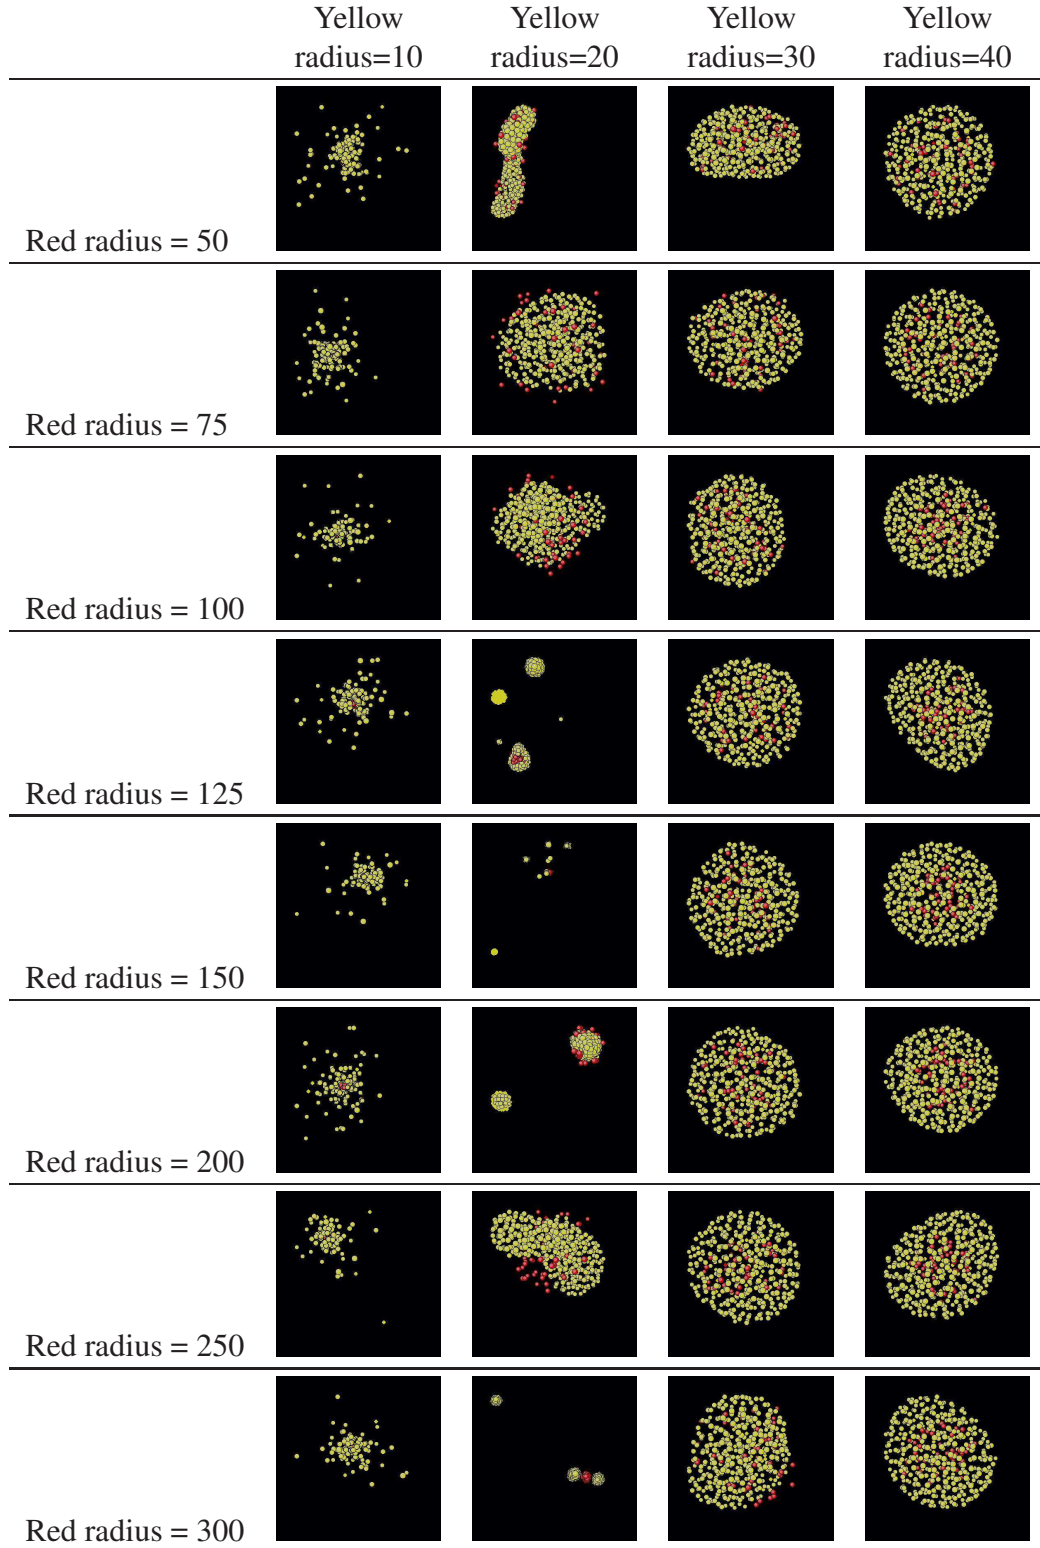 Yellow Yellow Yellow Yellow
radius=10 radius=20 radius=30 radius=40
Red radius = 50
Red radius = 75
Red radius = 100
Red radius = 125
Red radius = 150
Red radius = 200
Red radius = 250
Red radius = 300